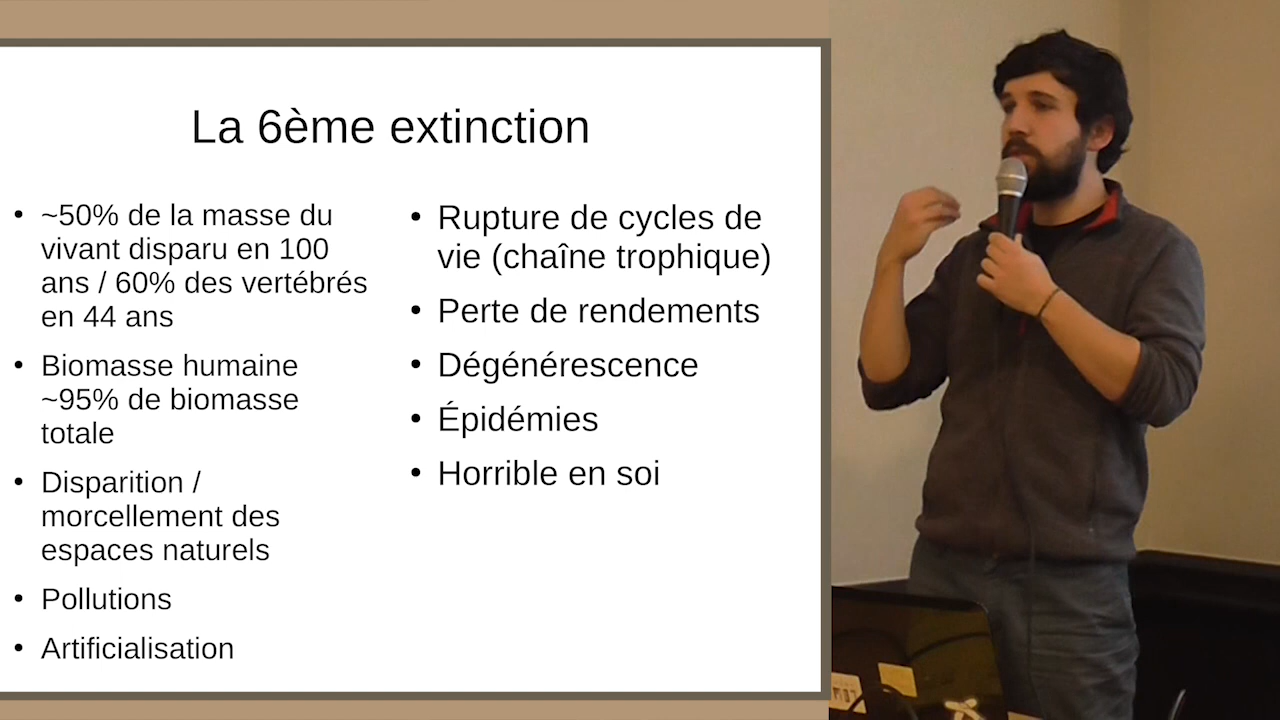 La 6ème extinction
• ~50% de la masse du
vivant disparu en 100
ans / 60% des vertébrés
en 44 ans
• Biomasse humaine
~95% de biomasse
totale
• Disparition /
morcellement des
espaces naturels
• Pollutions
• Artificialisation
• Rupture de cycles de
vie (chaîne trophique)
• Perte de rendements
• Dégénérescence
• Épidémies
• Horrible en soi